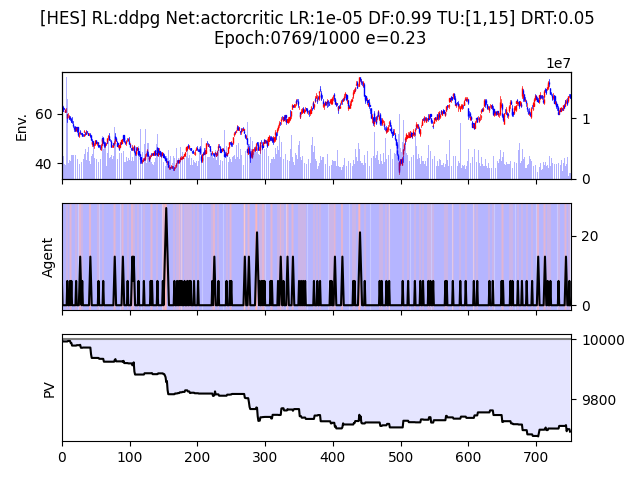 [HES] RL:ddpg Net:actorcritic LR:1e-05 DF:0.99 TU:[1,15] DRT:0.05
Epoch:0769/1000 e=0.23
1e7
Env.
60
40
1
0
Agent
20
0
PV
10000
9800
0 100 200 300 400 500 600 700